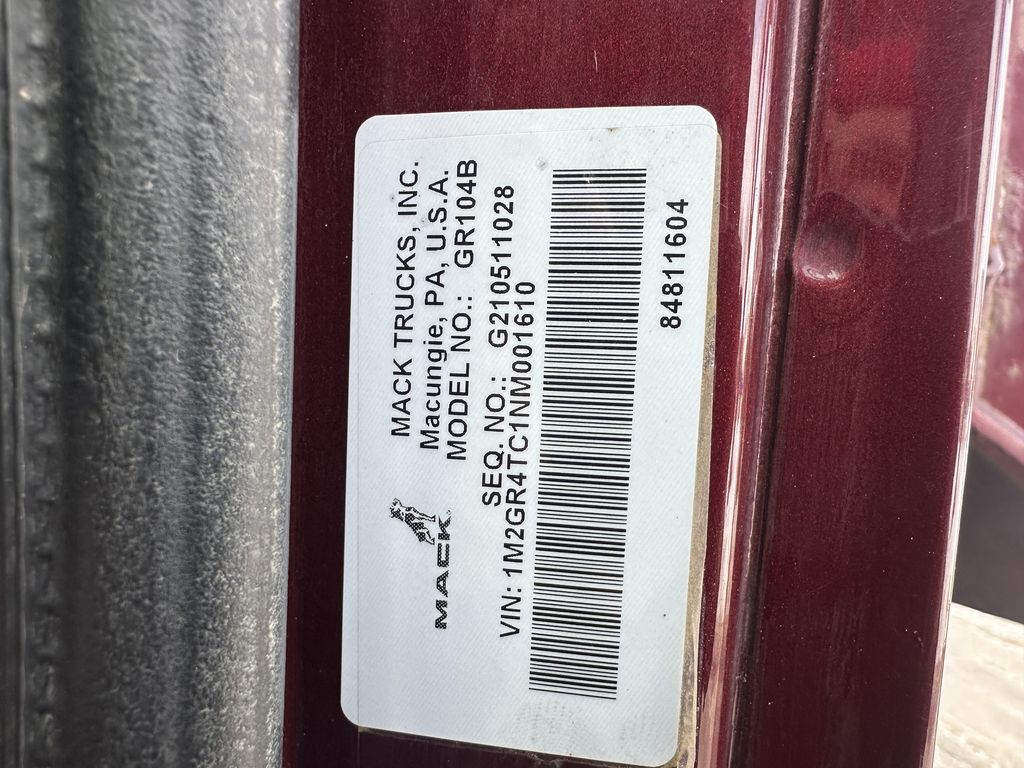 MACK TRUCKS, INC.
Macungie, PA, U.S.A.
MODEL NO.: GR104B
MACK
SEQ. NO.: G210511028
VIN: 1M2GR4TC1NM001610
84811604